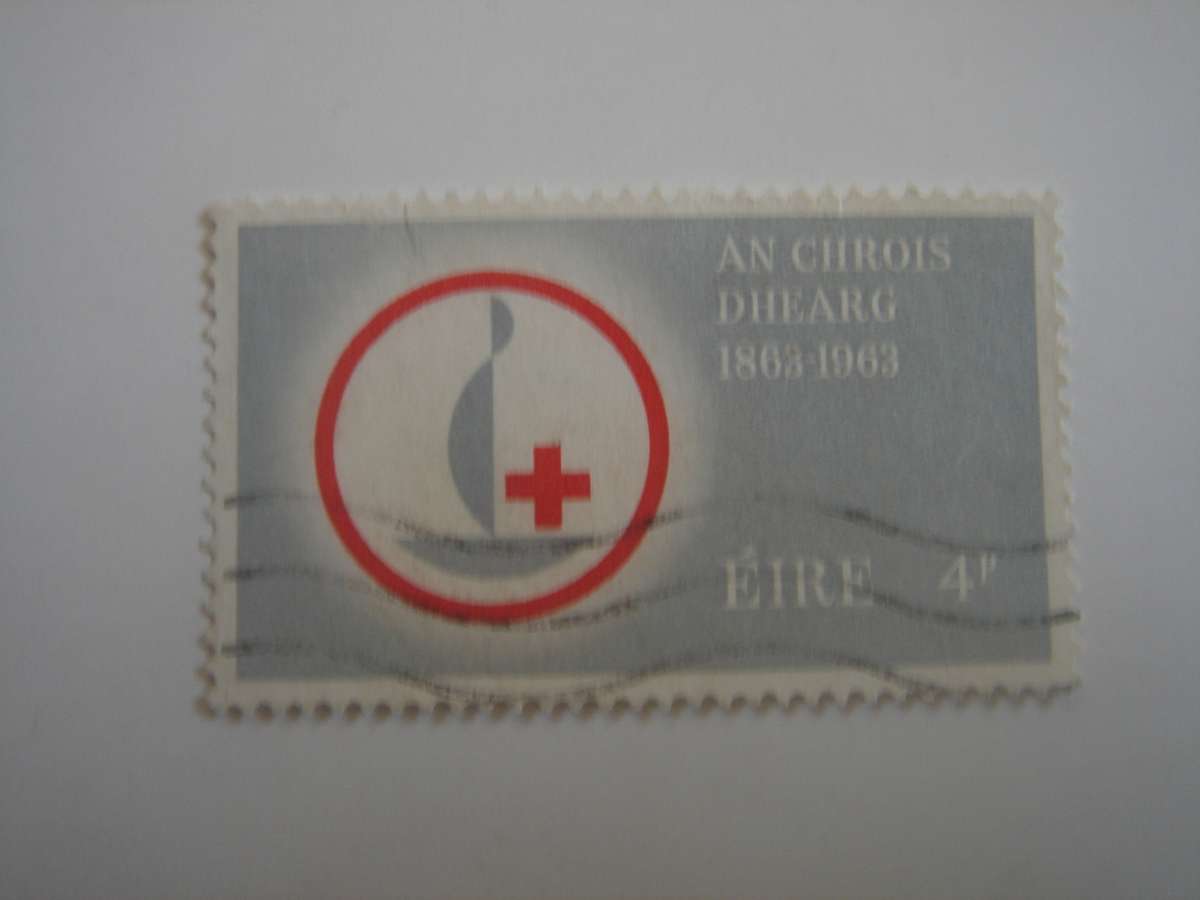 AN CHROIS
DHEARG
1863-1963
ÉIRE 4P